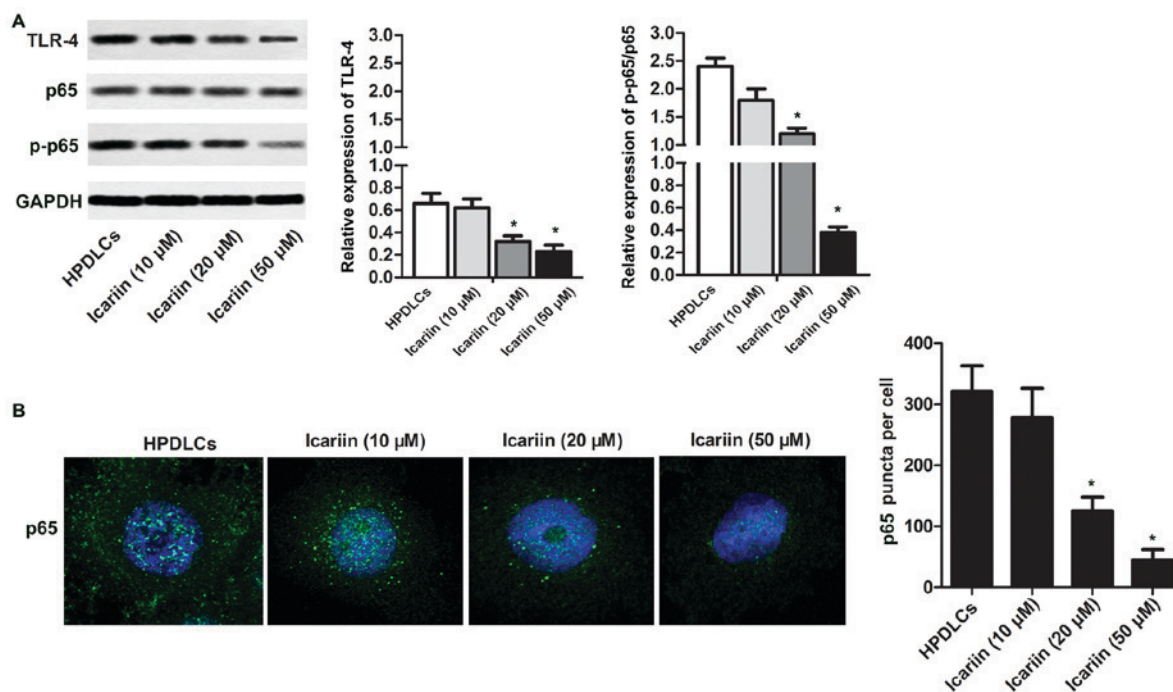 A
TLR-4
p65
p-p65
GAPDH
HPDLCs
Icariin (10 µM)
Icariin (20 µM)
Icariin (50 µM)
Relative expression of TLR-4
3.0
2.5
2.0
1.5
1.0
0.8
0.6
0.4
0.2
0.0
*
*
HPDLCs
Icariin (10 µM)
Icariin (20 µM)
Icariin (50 µM)
Relative expression of p-p65/p65
3.0
2.5
2.0
1.5
1.0
0.8
0.6
0.4
0.2
0.0
*
*
HPDLCs
Icariin (10 µM)
Icariin (20 µM)
Icariin (50 µM)
B
HPDLCs
Icariin (10 µM)
Icariin (20 µM)
Icariin (50 µM)
p65
p65 puncta per cell
400
300
200
100
0
*
*
HPDLCs
Icariin (10 µM)
Icariin (20 µM)
Icariin (50 µM)